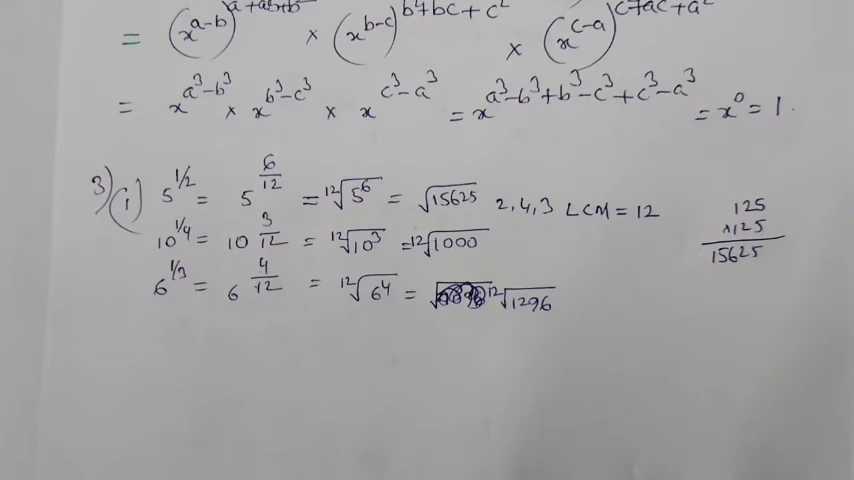 = (x^{a-b})^{a²+ab+b²} × (x^{b-c})^{b²+bc+c²} × (x^{c-a})^{c²+ac+a²}
= x^{a³-b³} × x^{b³-c³} × x^{c³-a³} = x^{a³-b³+b³-c³+c³-a³} = x⁰ = 1.
3) (i) 5^{1/2} = 5^{6/12} = ¹²√5⁶ = √15625 2,4,3 LCM = 12
10^{1/4} = 10^{3/12} = ¹²√10³ = ¹²√1000
6^{1/3} = 6^{4/12} = ¹²√6⁴ = ¹²√1296
125
×125
15625